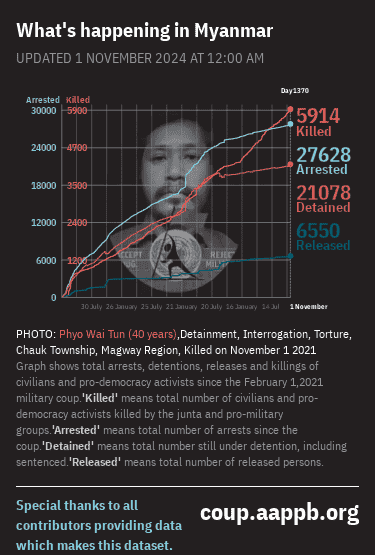 What's happening in Myanmar
UPDATED 1 NOVEMBER 2024 AT 12:00 AM
Day1370
Arrested Killed
30000 5900
24000 4700
18000 3500
12000 2400
6000 1200
0
5914
Killed
27628
Arrested
21078
Detained
6550
Released
CCEPT REJECT
MILIT
30 July 26 January 25 July 21 January 20 July 16 January 14 Jul 1 November
PHOTO: Phyo Wai Tun (40 years),Detainment, Interrogation, Torture,
Chauk Township, Magway Region, Killed on November 1 2021
Graph shows total arrests, detentions, releases and killings of
civilians and pro-democracy activists since the February 1,2021
military coup.'Killed' means total number of civilians and pro-
democracy activists killed by the junta and pro-military
groups.'Arrested' means total number of arrests since the
coup.'Detained' means total number still under detention, including
sentenced.'Released' means total number of released persons.
Special thanks to all
contributors providing data
which makes this dataset.
coup.aappb.org